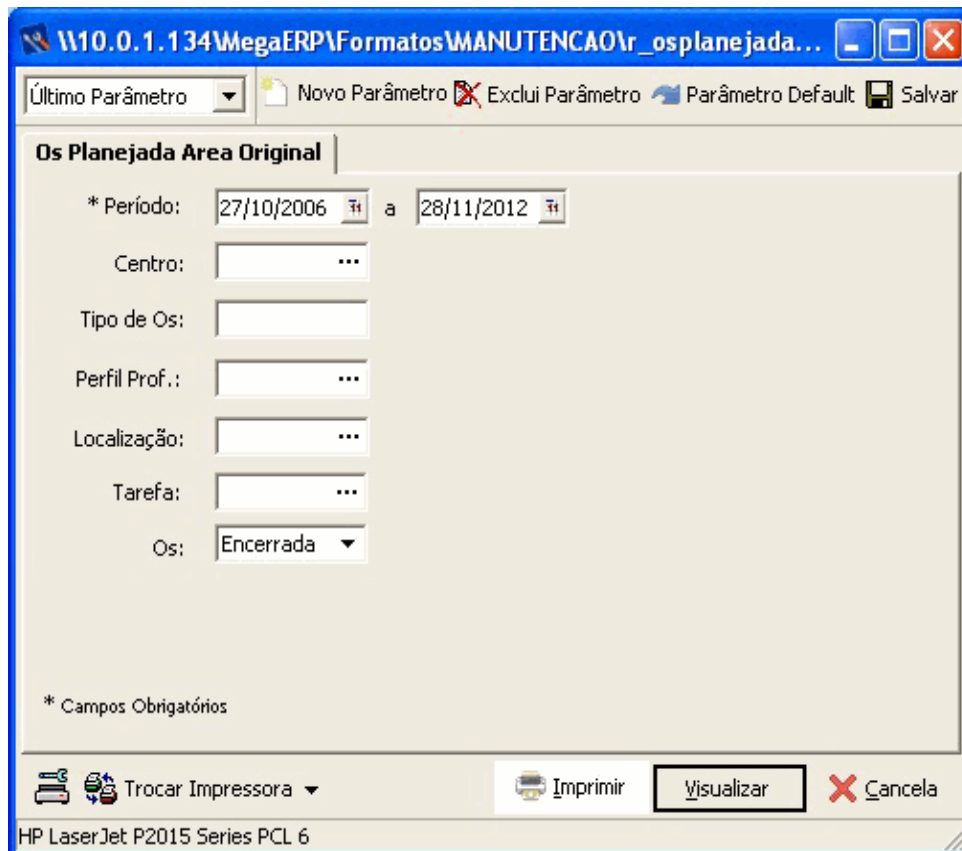 \\10.0.1.134\MegaERP\Formatos\MANUTENCAO\r_osplanejada...
Último Parâmetro Novo Parâmetro Exclui Parâmetro Parâmetro Default Salvar
Os Planejada Area Original
* Período: 27/10/2006 a 28/11/2012
Centro: ...
Tipo de Os:
Perfil Prof.: ...
Localização: ...
Tarefa: ...
Os: Encerrada
* Campos Obrigatórios
Trocar Impressora Imprimir Visualizar Cancela
HP LaserJet P2015 Series PCL 6